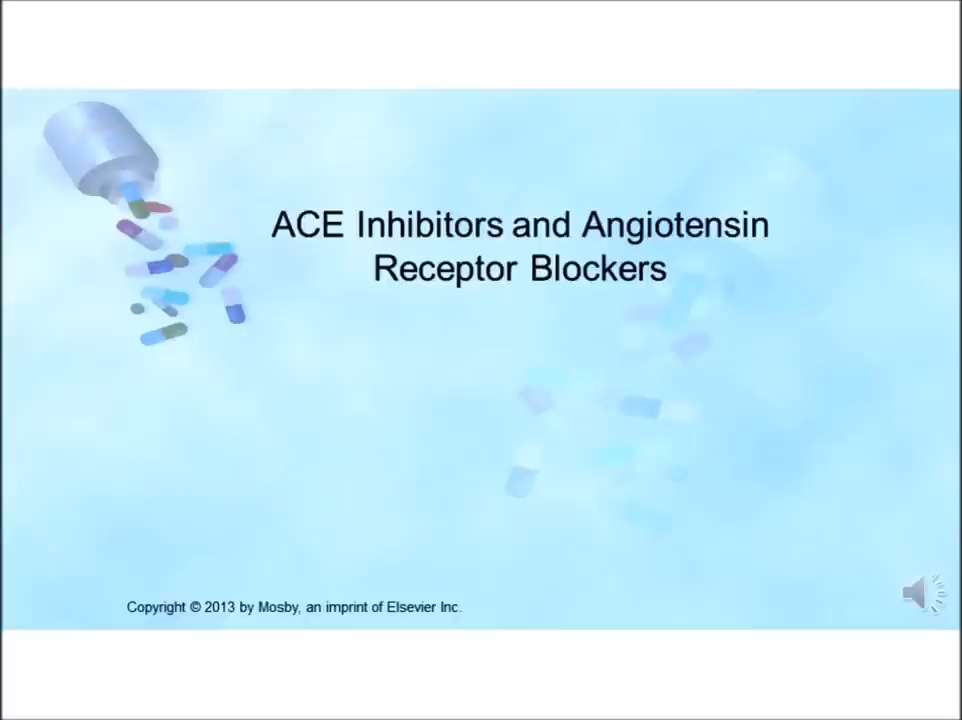 ACE Inhibitors and Angiotensin
Receptor Blockers
Copyright © 2013 by Mosby, an imprint of Elsevier Inc.